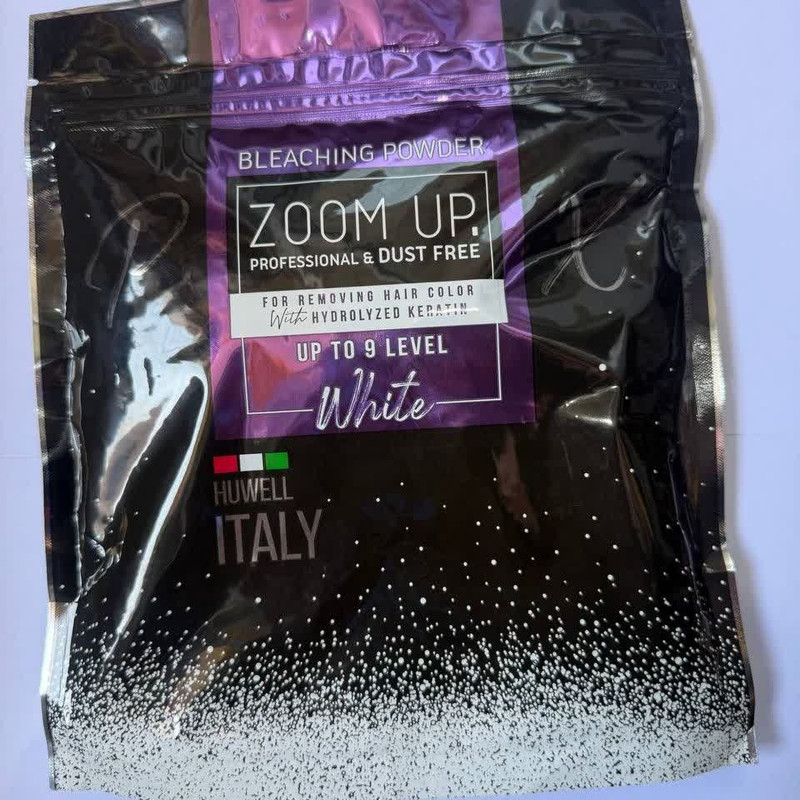 BLEACHING POWDER
ZOOM UP.
PROFESSIONAL & DUST FREE
FOR REMOVING HAIR COLOR
With HYDROLYZED KERATIN
UP TO 9 LEVEL
White
HUWELL
ITALY